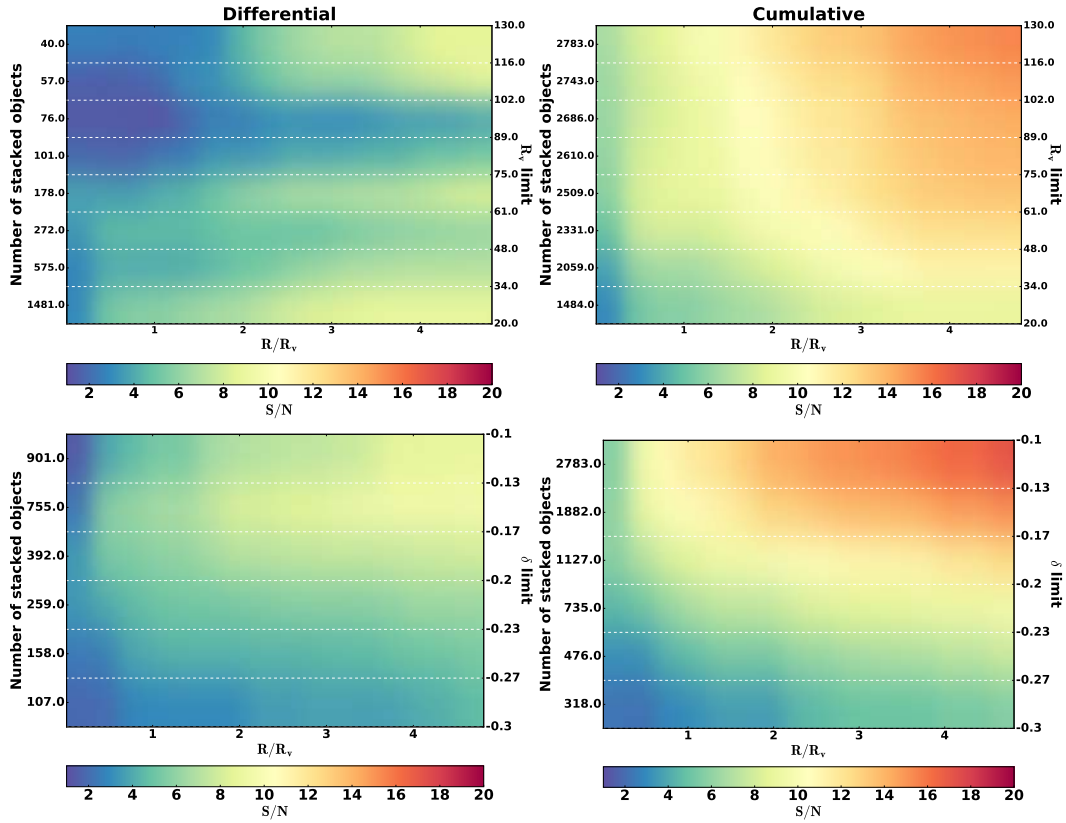 Differential
Number of stacked objects
40.0
57.0
76.0
101.0
178.0
272.0
575.0
1481.0
130.0
116.0
102.0
89.0
75.0
61.0
48.0
34.0
20.0
Rv limit
1 2 3 4
R/Rv
2 4 6 8 10 12 14 16 18 20
S/N
Cumulative
Number of stacked objects
2783.0
2743.0
2686.0
2610.0
2509.0
2331.0
2059.0
1484.0
130.0
116.0
102.0
89.0
75.0
61.0
48.0
34.0
20.0
Rv limit
1 2 3 4
R/Rv
2 4 6 8 10 12 14 16 18 20
S/N
Number of stacked objects
901.0
755.0
392.0
259.0
158.0
107.0
-0.1
-0.13
-0.17
-0.2
-0.23
-0.27
-0.3
δ limit
1 2 3 4
R/Rv
2 4 6 8 10 12 14 16 18 20
S/N
Number of stacked objects
2783.0
1882.0
1127.0
735.0
476.0
318.0
-0.1
-0.13
-0.17
-0.2
-0.23
-0.27
-0.3
δ limit
1 2 3 4
R/Rv
2 4 6 8 10 12 14 16 18 20
S/N